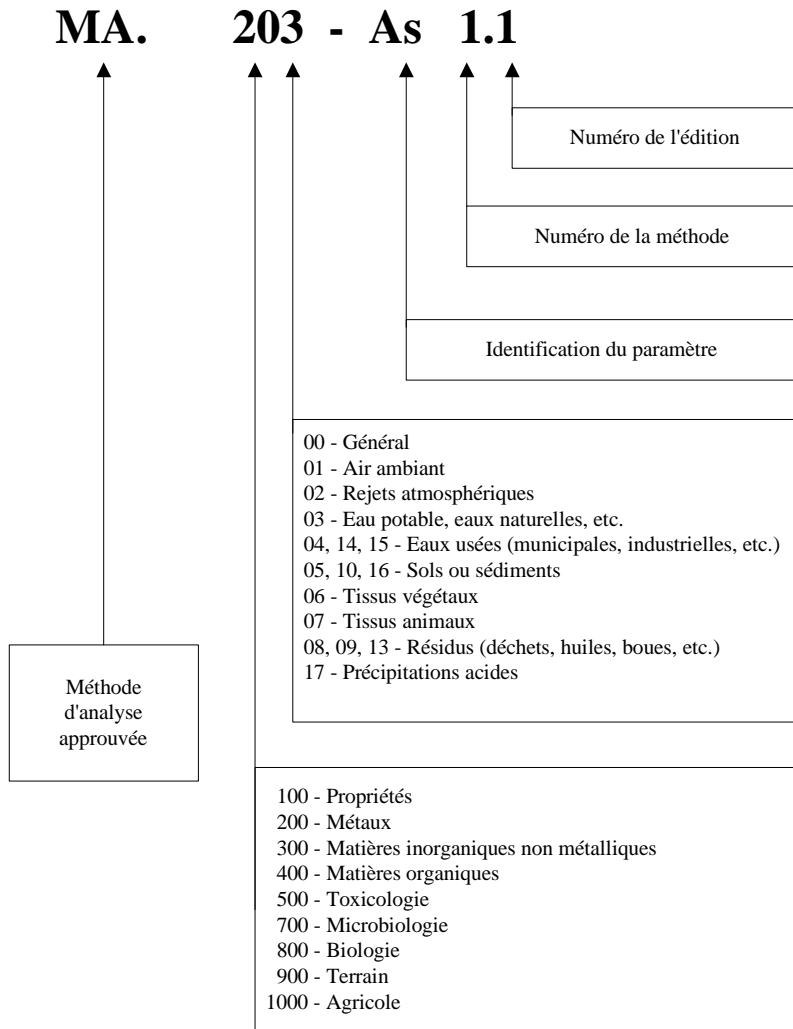 MA. 203 - As 1.1
Numéro de l'édition
Numéro de la méthode
Identification du paramètre
00 - Général
01 - Air ambiant
02 - Rejets atmosphériques
03 - Eau potable, eaux naturelles, etc.
04, 14, 15 - Eaux usées (municipales, industrielles, etc.)
05, 10, 16 - Sols ou sédiments
06 - Tissus végétaux
07 - Tissus animaux
08, 09, 13 - Résidus (déchets, huiles, boues, etc.)
17 - Précipitations acides
Méthode
d'analyse
approuvée
100 - Propriétés
200 - Métaux
300 - Matières inorganiques non métalliques
400 - Matières organiques
500 - Toxicologie
700 - Microbiologie
800 - Biologie
900 - Terrain
1000 - Agricole